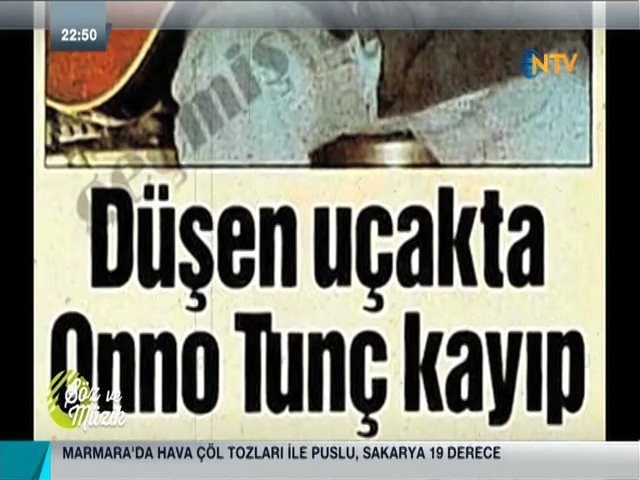 22:50
NTV
geçmiş
Düşen uçakta
Onno Tunç kayıp
Söz ve
Müzik
MARMARA'DA HAVA ÇÖL TOZLARI İLE PUSLU, SAKARYA 19 DERECE